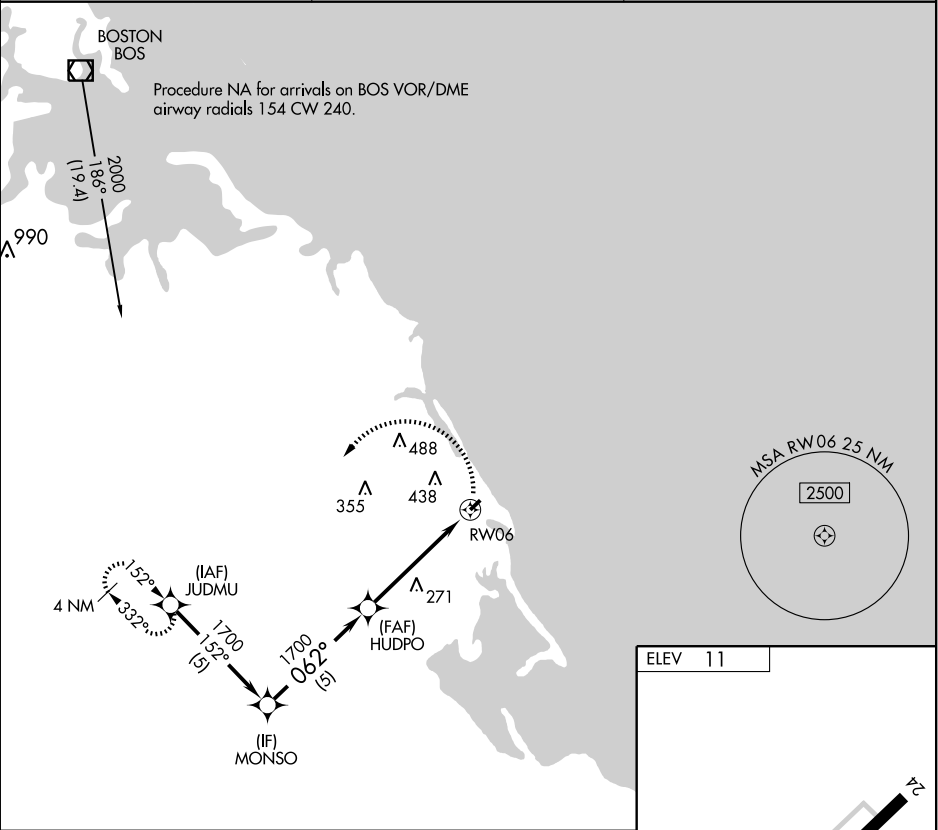 BOSTON
BOS
Procedure NA for arrivals on BOS VOR/DME
airway radials 154 CW 240.
2000
186°
(19.4)
990
488
355
438
RW06
271
MSA RW06 25 NM
2500
(IAF)
JUDMU
152°
332°
4 NM
1700
152°
(5)
(FAF)
HUDPO
1700
062°
(5)
(IF)
MONSO
ELEV 11
24